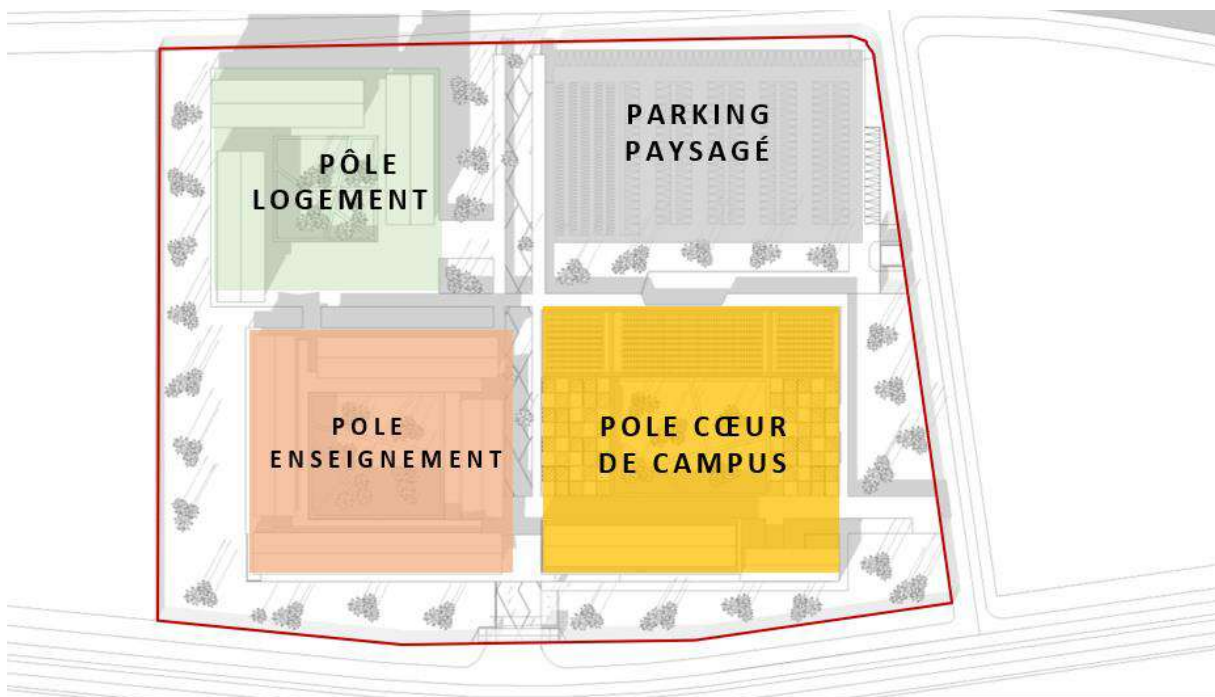 PARKING
PAYSAGÉ
PÔLE
LOGEMENT
POLE
ENSEIGNEMENT
POLE CŒUR
DE CAMPUS